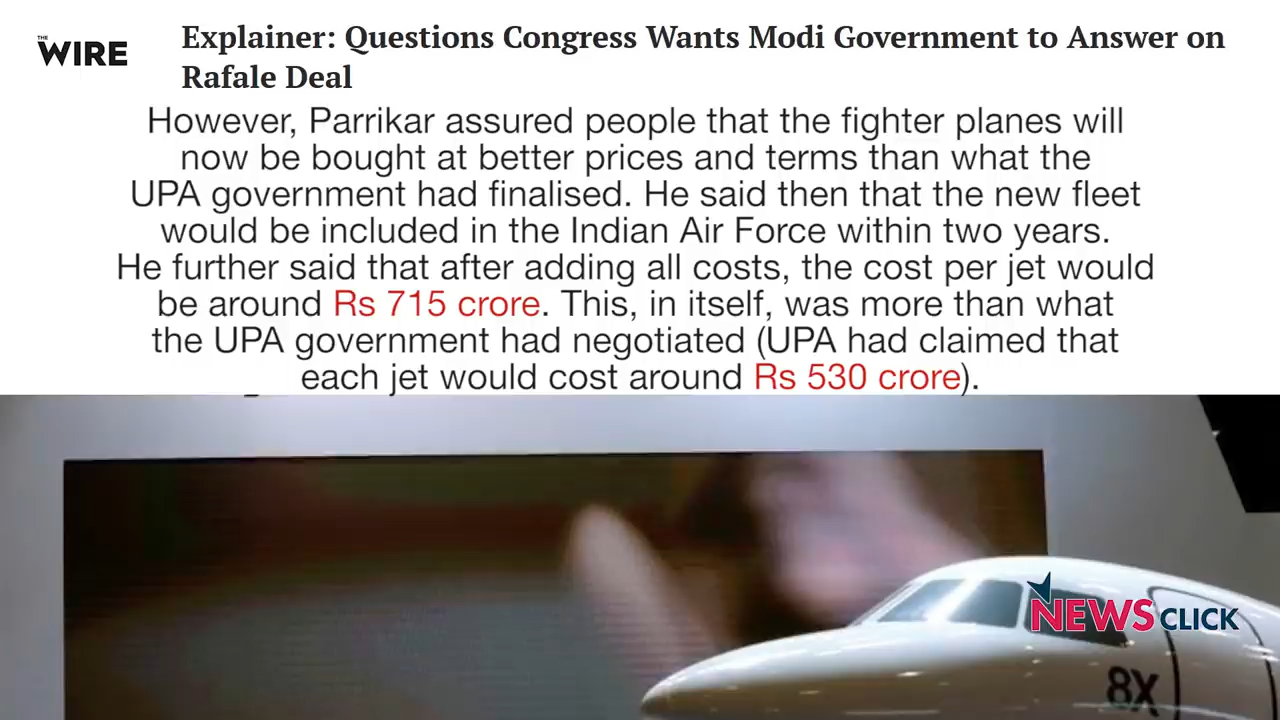 THE
WIRE
Explainer: Questions Congress Wants Modi Government to Answer on
Rafale Deal
However, Parrikar assured people that the fighter planes will
now be bought at better prices and terms than what the
UPA government had finalised. He said then that the new fleet
would be included in the Indian Air Force within two years.
He further said that after adding all costs, the cost per jet would
be around Rs 715 crore. This, in itself, was more than what
the UPA government had negotiated (UPA had claimed that
each jet would cost around Rs 530 crore).
NEWSCLICK
8X